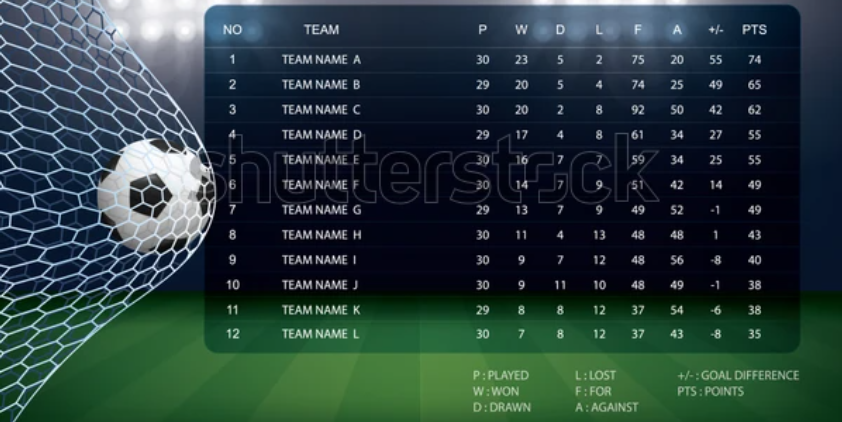 NO TEAM P W D L F A +/- PTS
1 TEAM NAME A 30 23 5 2 75 20 55 74
2 TEAM NAME B 29 20 5 4 74 25 49 65
3 TEAM NAME C 30 20 2 8 92 50 42 62
4 TEAM NAME D 29 17 4 8 61 34 27 55
5 TEAM NAME E 30 16 7 7 59 34 25 55
6 TEAM NAME F 30 14 7 9 51 42 14 49
7 TEAM NAME G 29 13 7 9 49 52 -1 49
8 TEAM NAME H 30 11 4 13 48 48 1 43
9 TEAM NAME I 30 9 7 12 48 56 -8 40
10 TEAM NAME J 30 9 11 10 48 49 -1 38
11 TEAM NAME K 29 8 8 12 37 54 -6 38
12 TEAM NAME L 30 7 8 12 37 43 -8 35
shutterstock
P : PLAYED L : LOST +/- : GOAL DIFFERENCE
W : WON F : FOR PTS : POINTS
D : DRAWN A : AGAINST